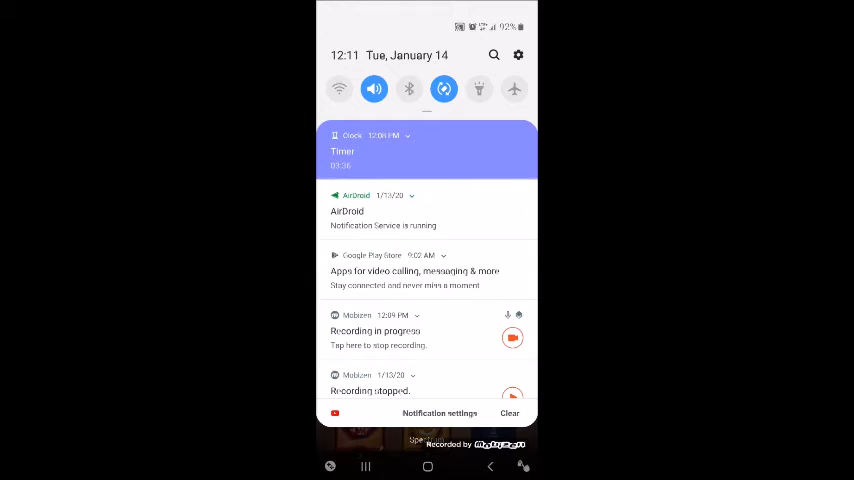 92%
12:11 Tue, January 14
Clock 12:08 PM
Timer
03:36
AirDroid 1/13/20
AirDroid
Notification Service is running
Google Play Store 9:02 AM
Apps for video calling, messaging & more
Stay connected and never miss a moment
Mobizen 12:09 PM
Recording in progress
Tap here to stop recording.
Mobizen 1/13/20
Recording stopped.
Notification settings Clear
Spectrum
Recorded by Mobizen